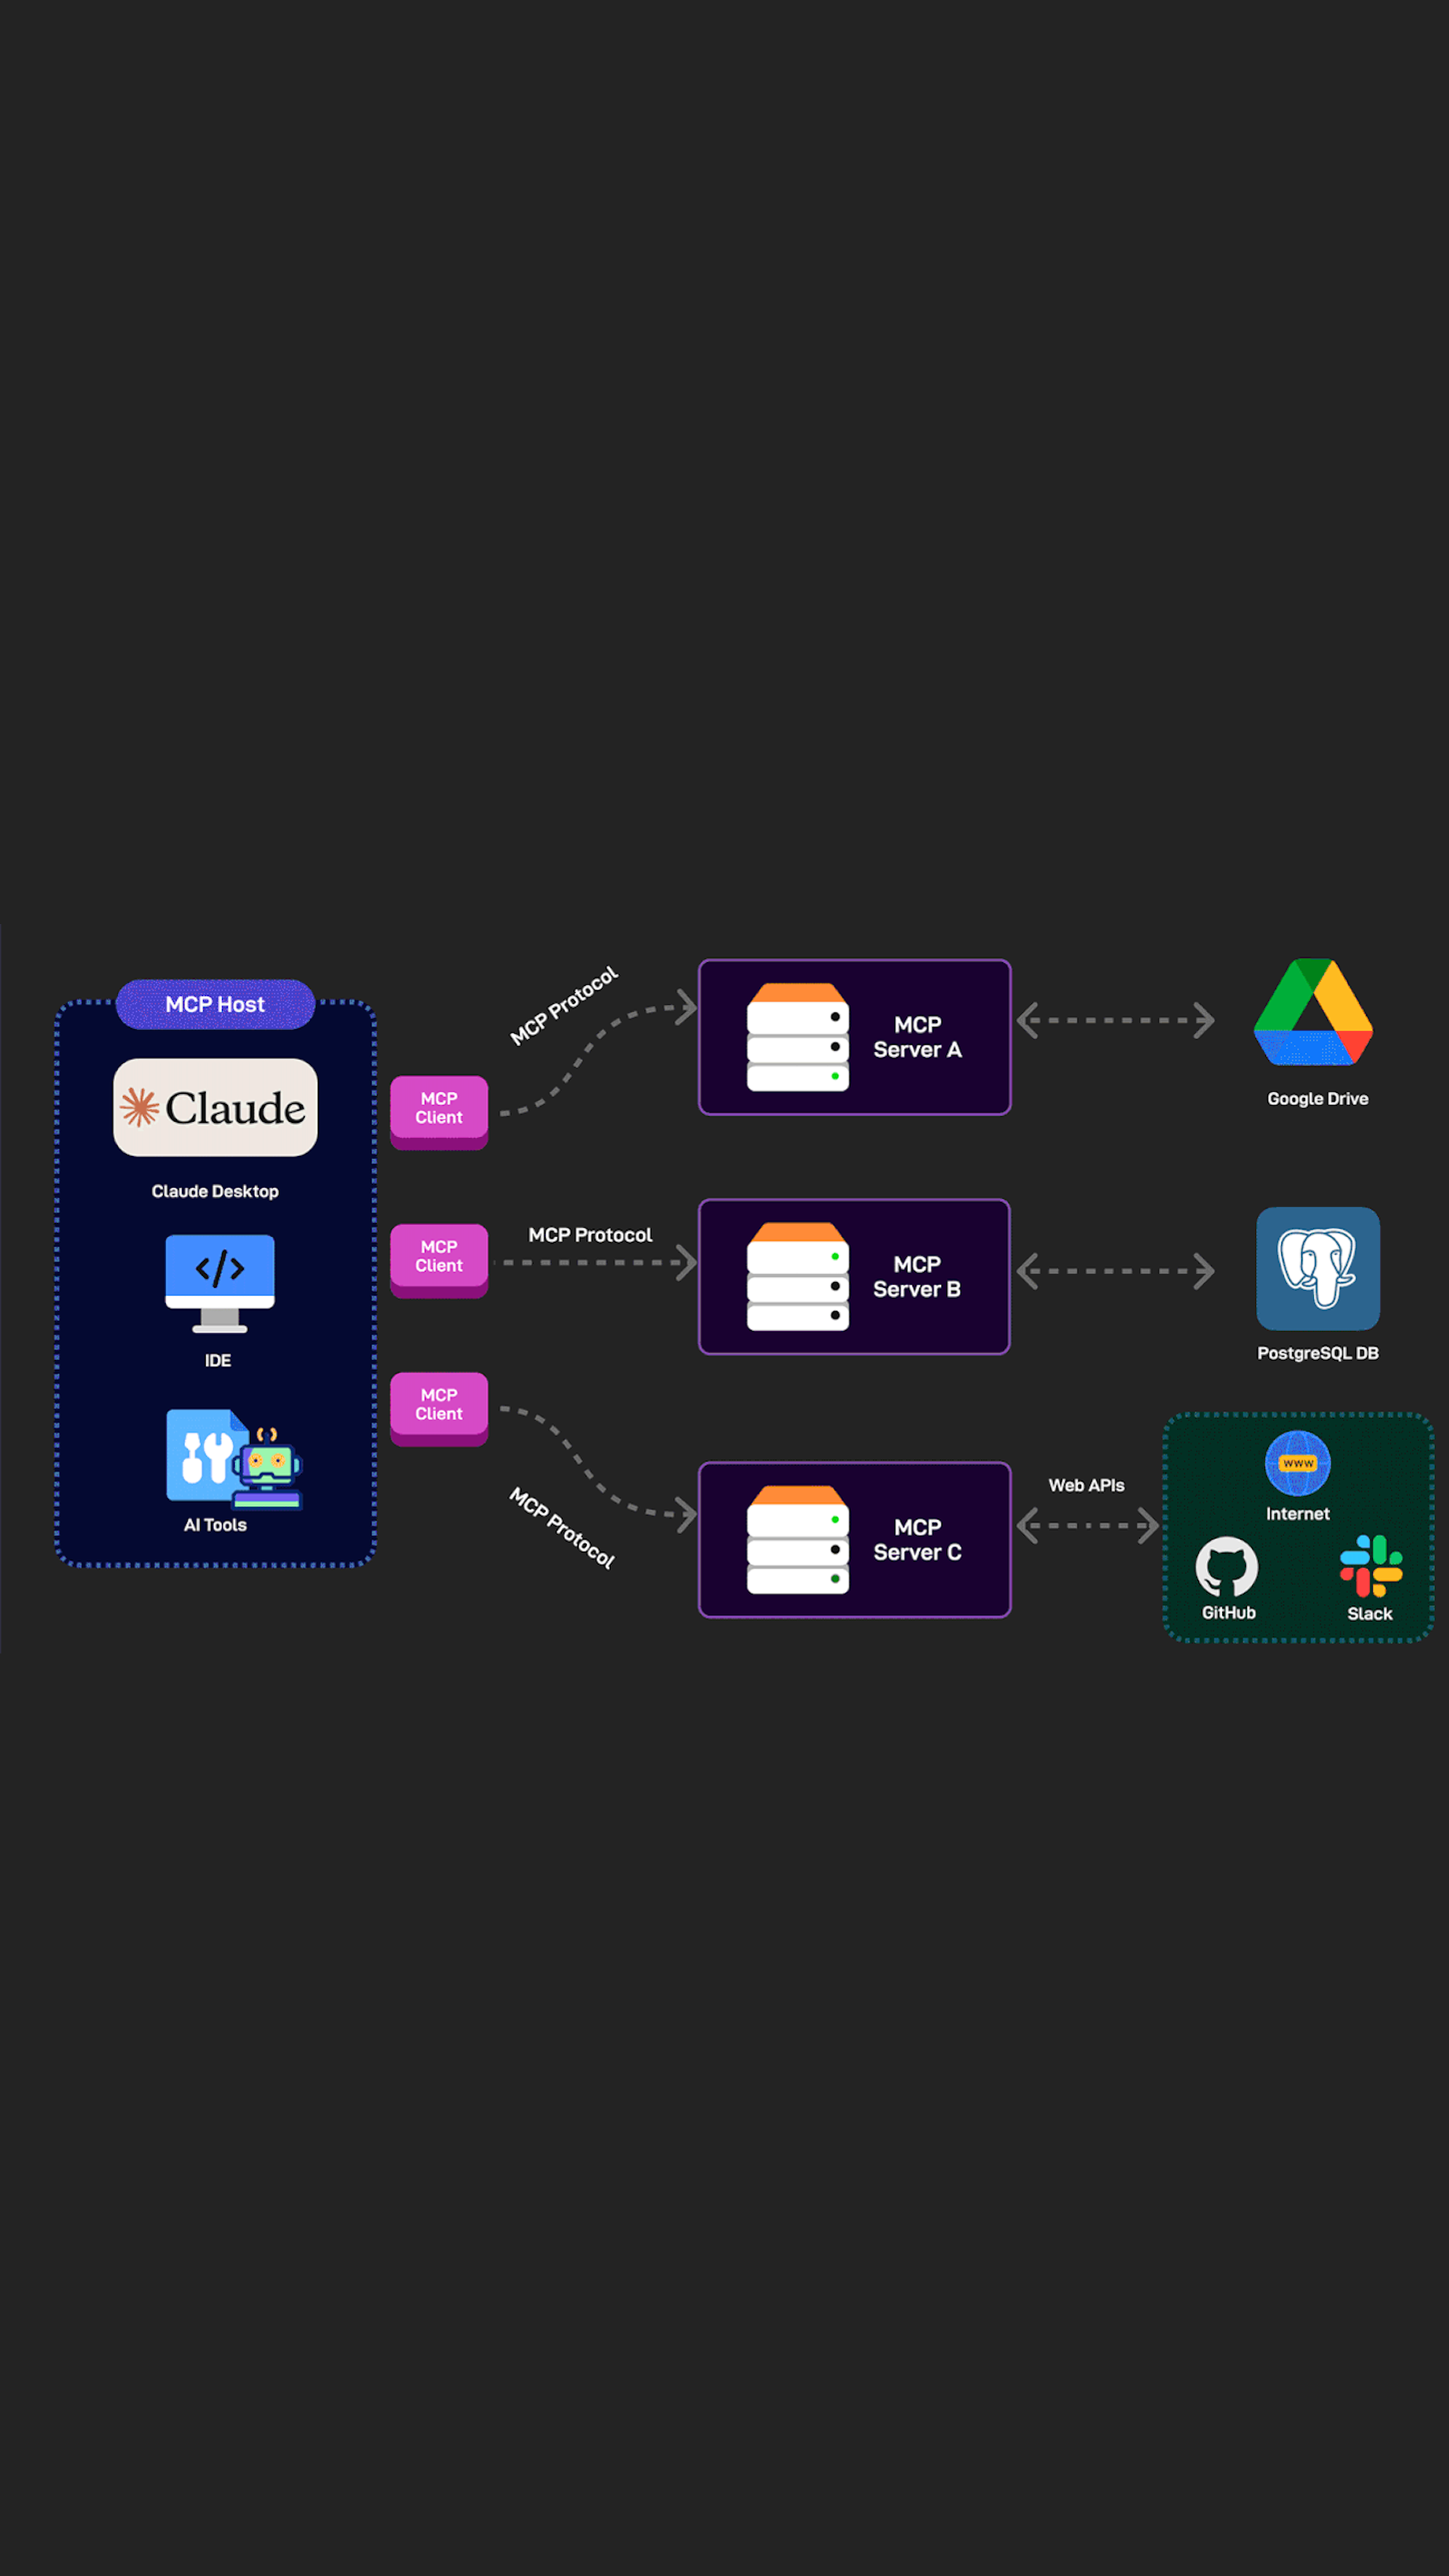 MCP Host
Claude
Claude Desktop
IDE
AI Tools
MCP
Client
MCP
Client
MCP
Client
MCP Protocol
MCP Protocol
MCP Protocol
MCP
Server A
MCP
Server B
MCP
Server C
Google Drive
PostgreSQL DB
Web APIs
www
Internet
GitHub
Slack